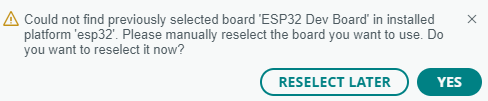 Could not find previously selected board 'ESP32 Dev Board' in installed
platform 'esp32'. Please manually reselect the board you want to use. Do
you want to reselect it now?
RESELECT LATER
YES